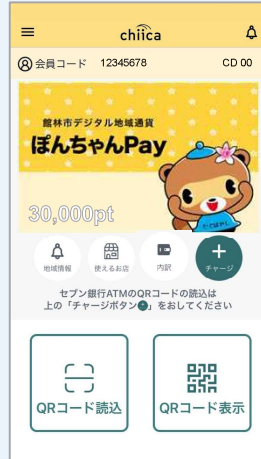 chiica
会員コード 12345678 CD 00
館林市デジタル地域通貨
ぽんちゃんPay
30,000pt
地域情報 使えるお店 内訳 チャージ
セブン銀行ATMのQRコードの読込は
上の「チャージボタン+」をおしてください
QRコード読込 QRコード表示